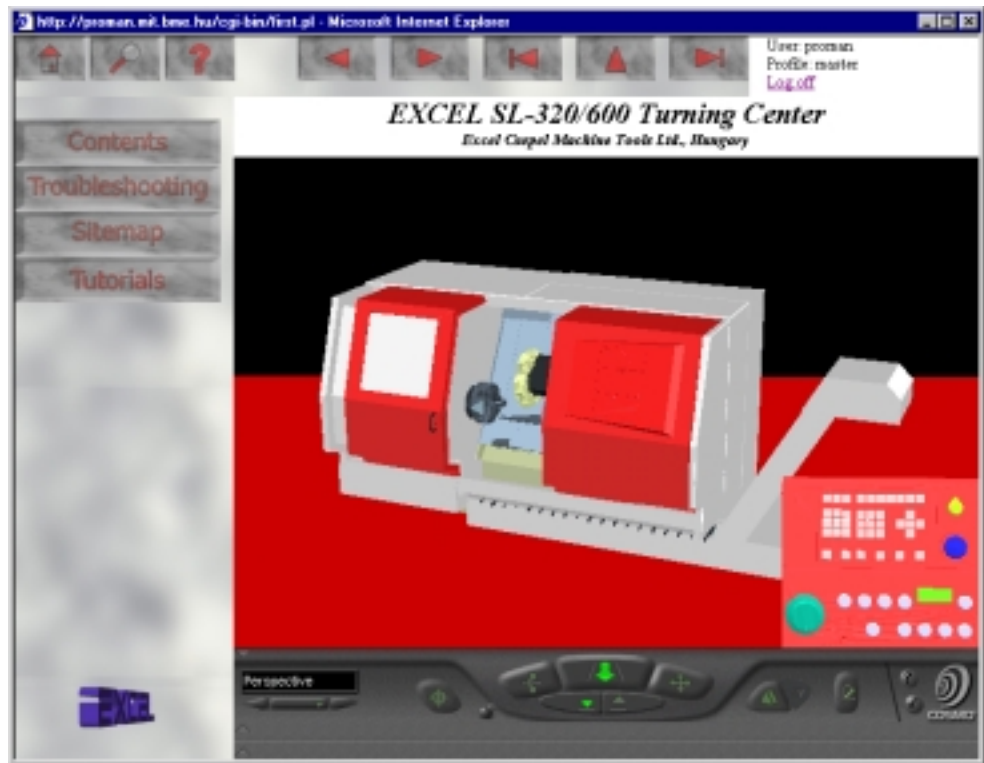 http://proman.mit.bme.hu/cgi-bin/first.pl - Microsoft Internet Explorer
User: proman
Profile: master
Log off
EXCEL SL-320/600 Turning Center
Excel Csepel Machine Tools Ltd., Hungary
Contents
Troubleshooting
Sitemap
Tutorials
EXCEL
Perspective
COSMO